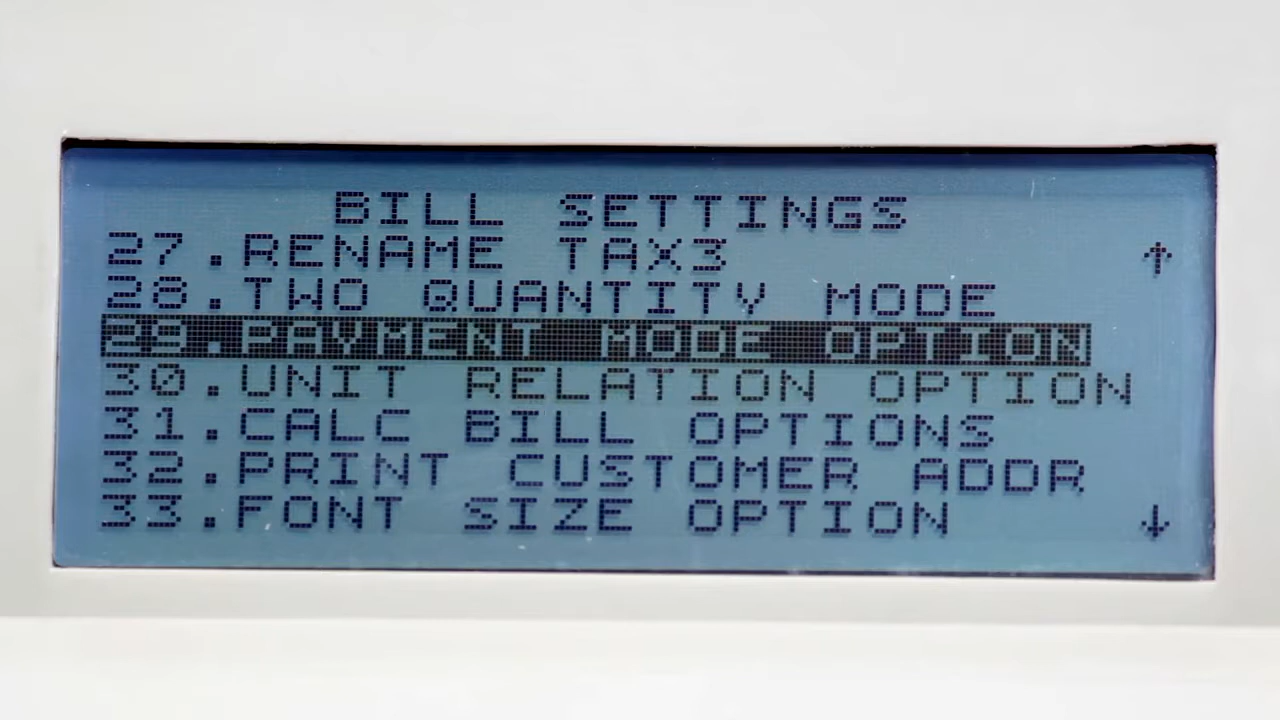 BILL SETTINGS
27.RENAME TAX3 ↑
28.TWO QUANTITY MODE
29.PAYMENT MODE OPTION
30.UNIT RELATION OPTION
31.CALC BILL OPTIONS
32.PRINT CUSTOMER ADDR
33.FONT SIZE OPTION ↓